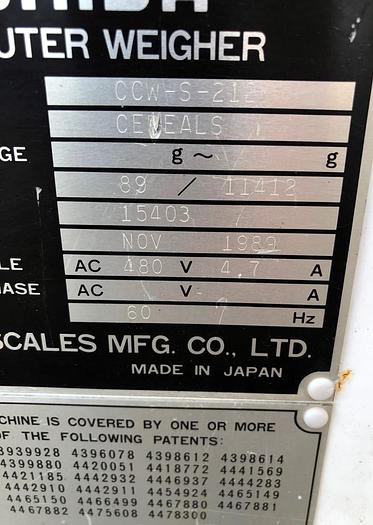 UTER WEIGHER
CCW-S-212
CEREALS
GE g ~ g
89 / 11412
15403
NOV 1989
LE AC 480 V 4.7 A
HASE AC V A
60 Hz
SCALES MFG. CO., LTD.
MADE IN JAPAN
ACHINE IS COVERED BY ONE OR MORE
OF THE FOLLOWING PATENTS:
3939928 4396078 4398612 4398614
4399880 4420051 4418772 4441569
4421185 4442932 4446937 4444283
4442910 4442911 4454924 4465149
4465150 4466499 4467880 4467881
4467882 4475608 4478300